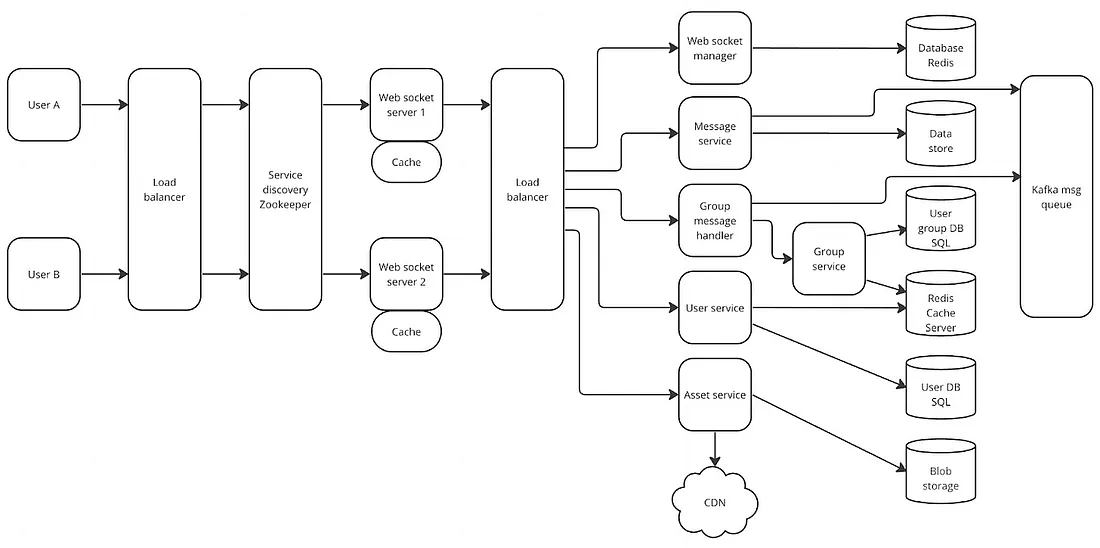 User A
User B
Load
balancer
Service
discovery
Zookeeper
Web socket
server 1
Cache
Web socket
server 2
Cache
Load
balancer
Web socket
manager
Message
service
Group
message
handler
Group
service
User service
Asset service
CDN
Database
Redis
Data
store
User
group DB
SQL
Redis
Cache
Server
User DB
SQL
Blob
storage
Kafka msg
queue